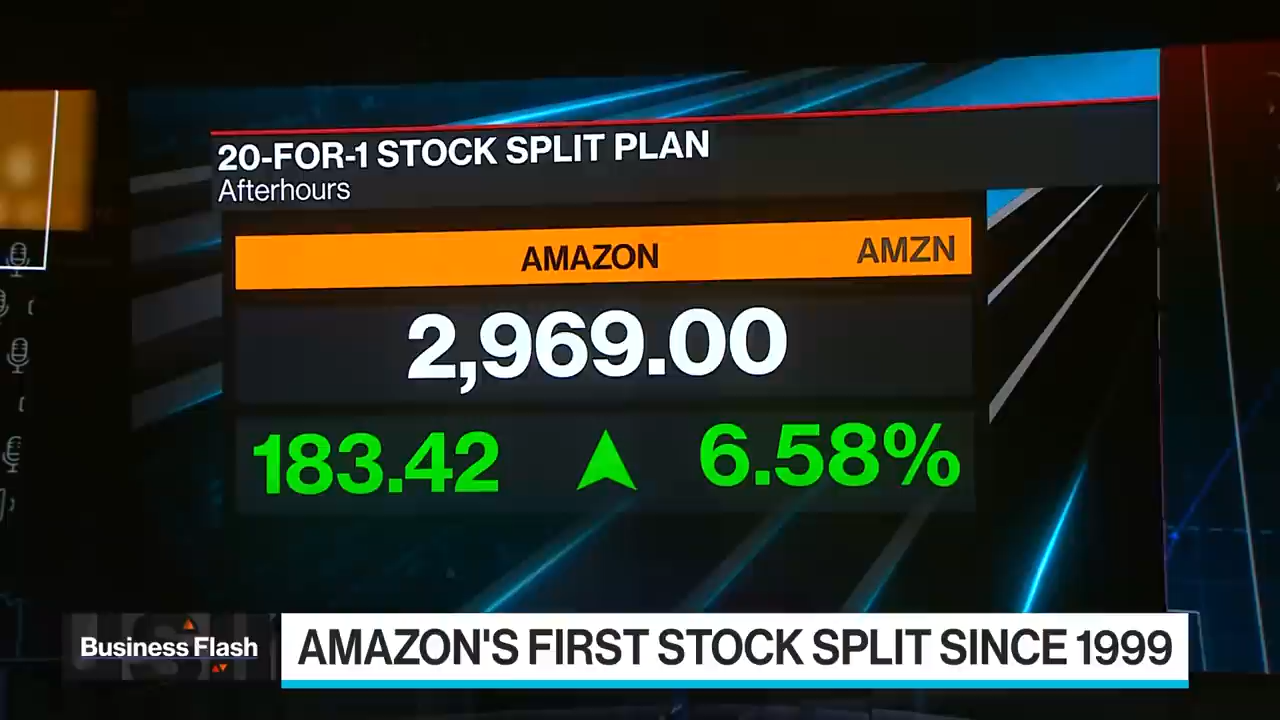 20-FOR-1 STOCK SPLIT PLAN
Afterhours
AMAZON AMZN
2,969.00
183.42 6.58%
Business Flash
AMAZON'S FIRST STOCK SPLIT SINCE 1999